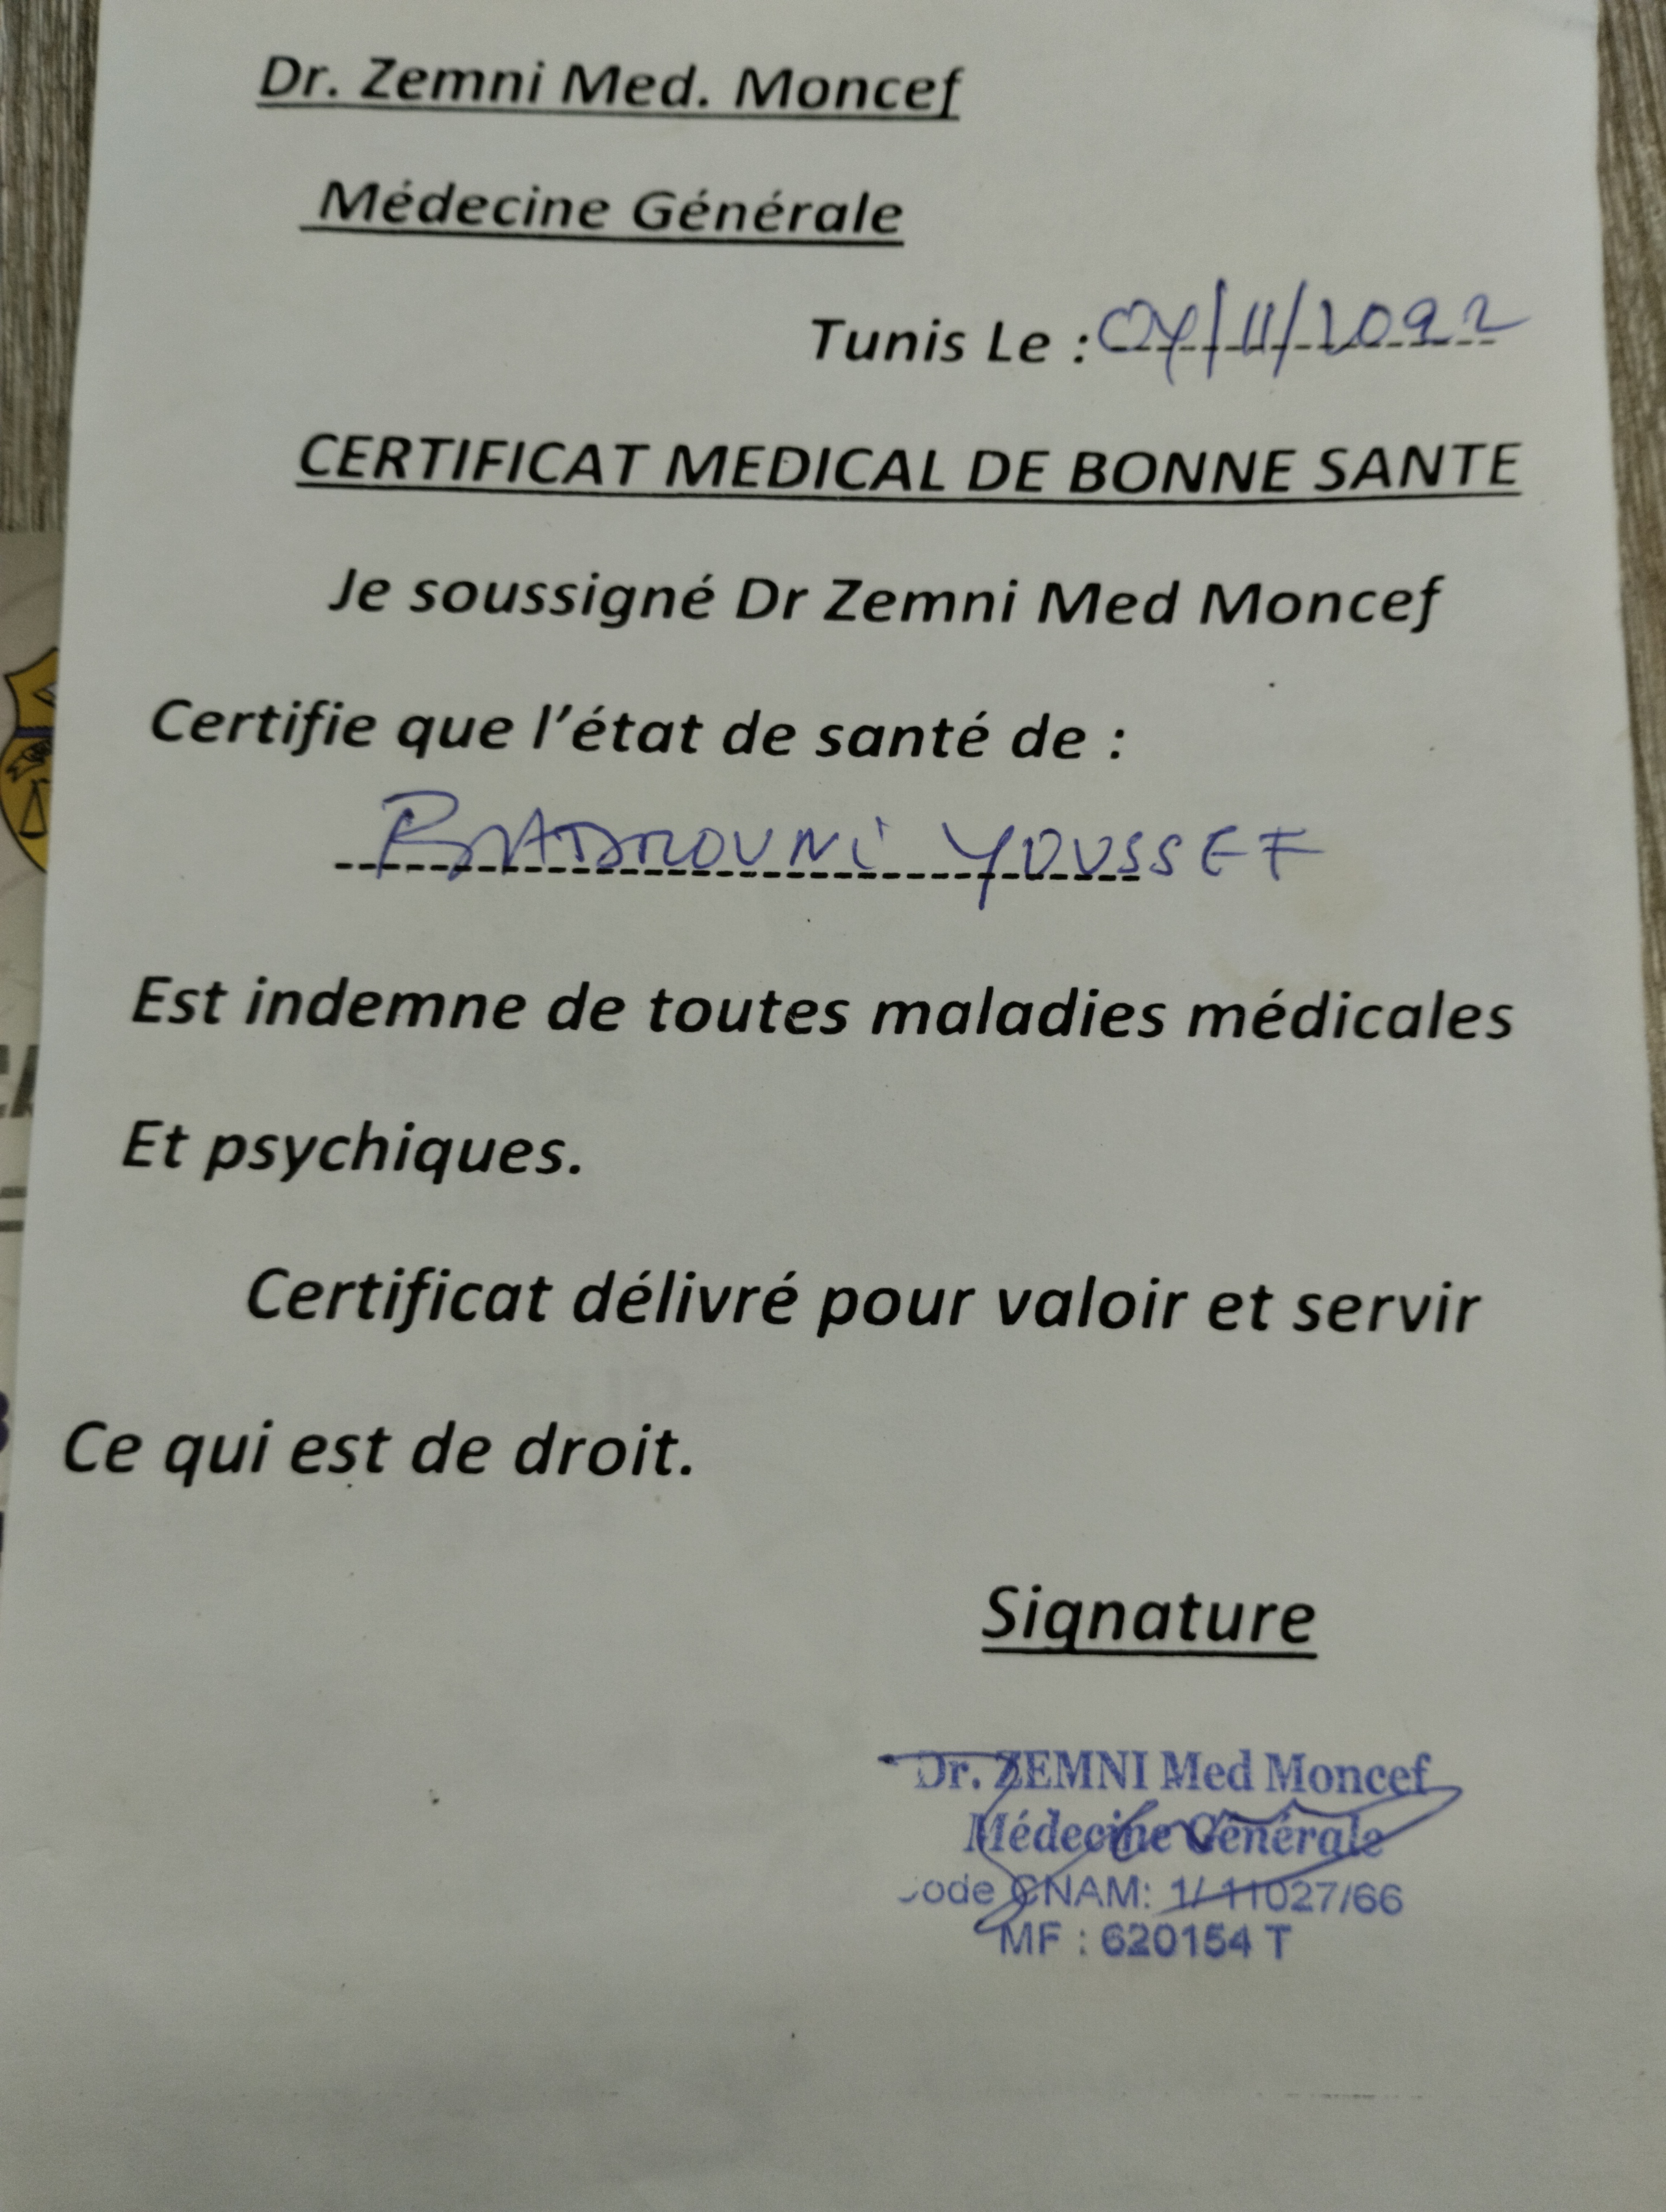 Dr. Zemni Med. Moncef
Médecine Générale
Tunis Le : 04/11/2022
CERTIFICAT MEDICAL DE BONNE SANTE
Je soussigné Dr Zemni Med Moncef
Certifie que l'état de santé de :
BADROUNI YOUSSEF
Est indemne de toutes maladies médicales
Et psychiques.
Certificat délivré pour valoir et servir
Ce qui est de droit.
Signature
Dr. ZEMNI Med Moncef
Médecine Générale
Code CNAM: 1/ 11027/66
MF : 620154 T